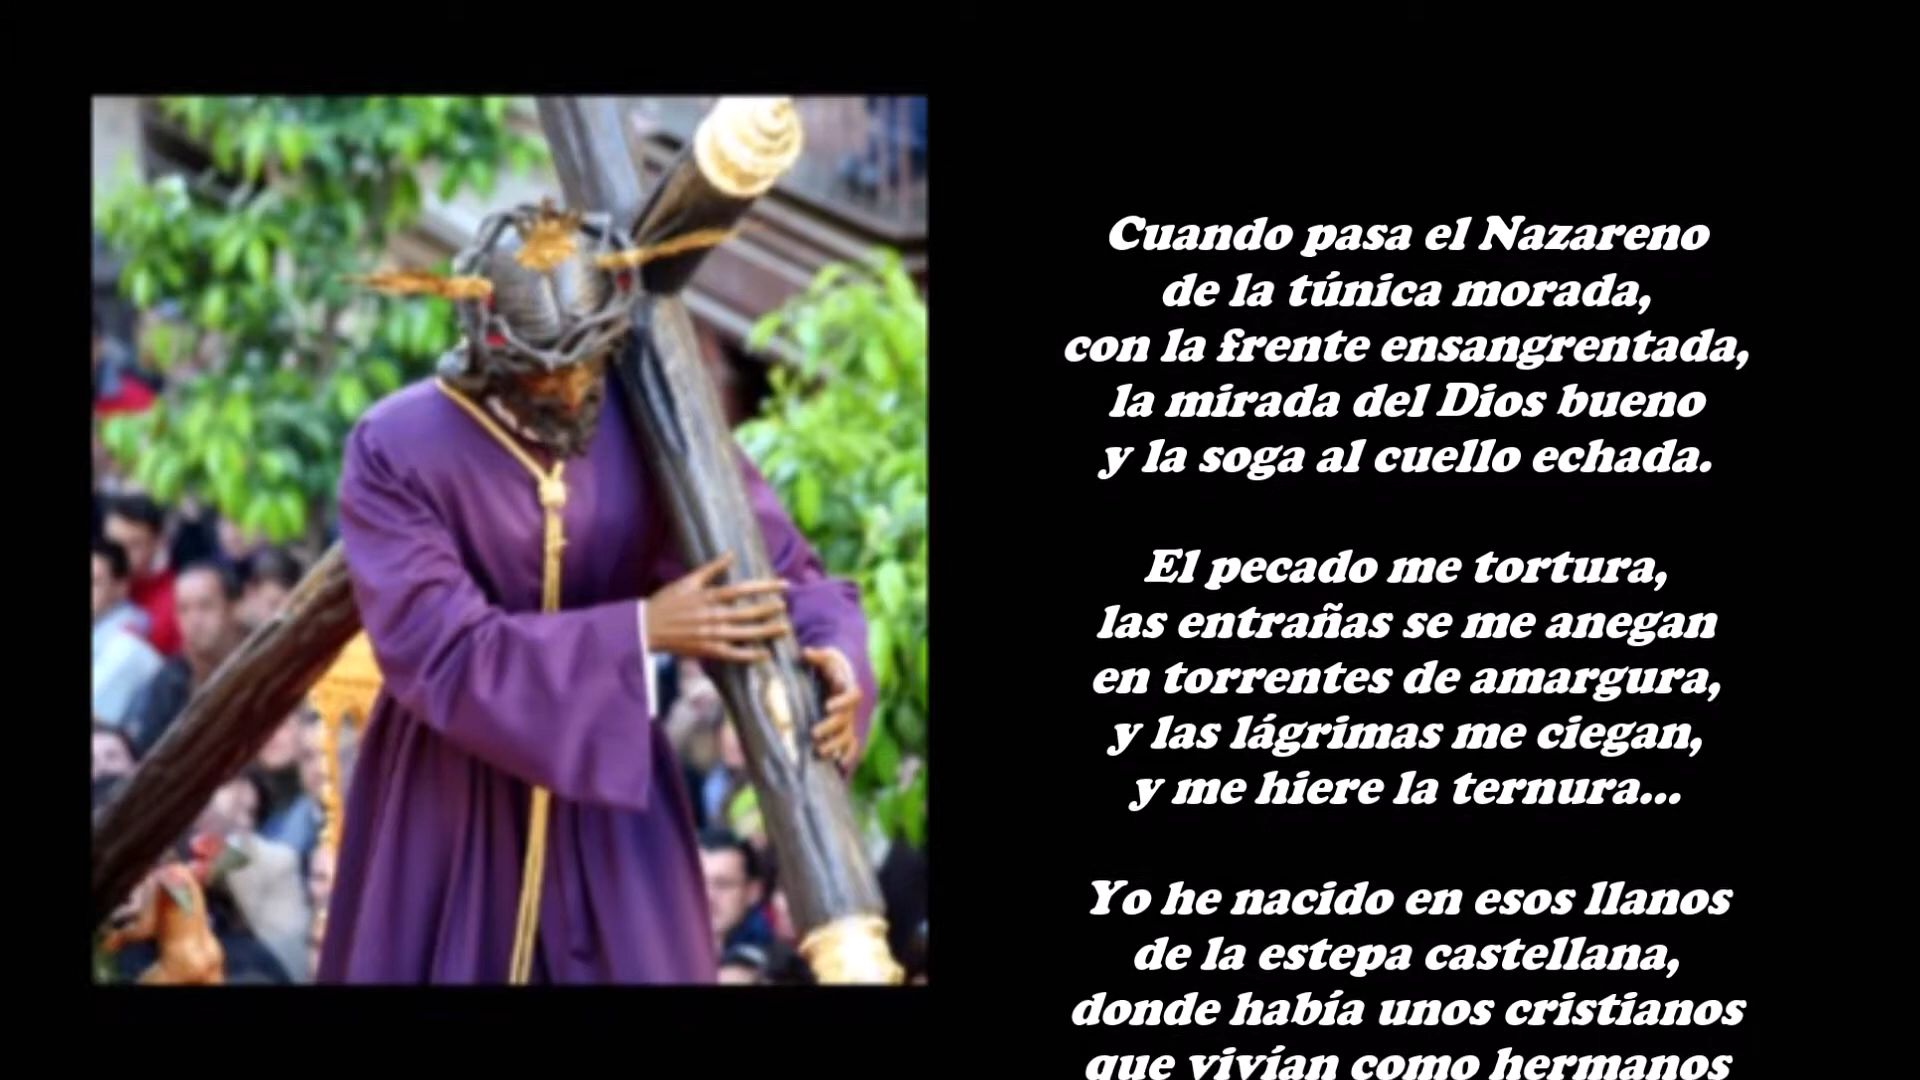 Cuando pasa el Nazareno
de la túnica morada,
con la frente ensangrentada,
la mirada del Dios bueno
y la soga al cuello echada.
El pecado me tortura,
las entrañas se me anegan
en torrentes de amargura,
y las lágrimas me ciegan,
y me hiere la ternura...
Yo he nacido en esos llanos
de la estepa castellana,
donde había unos cristianos
que vivían como hermanos